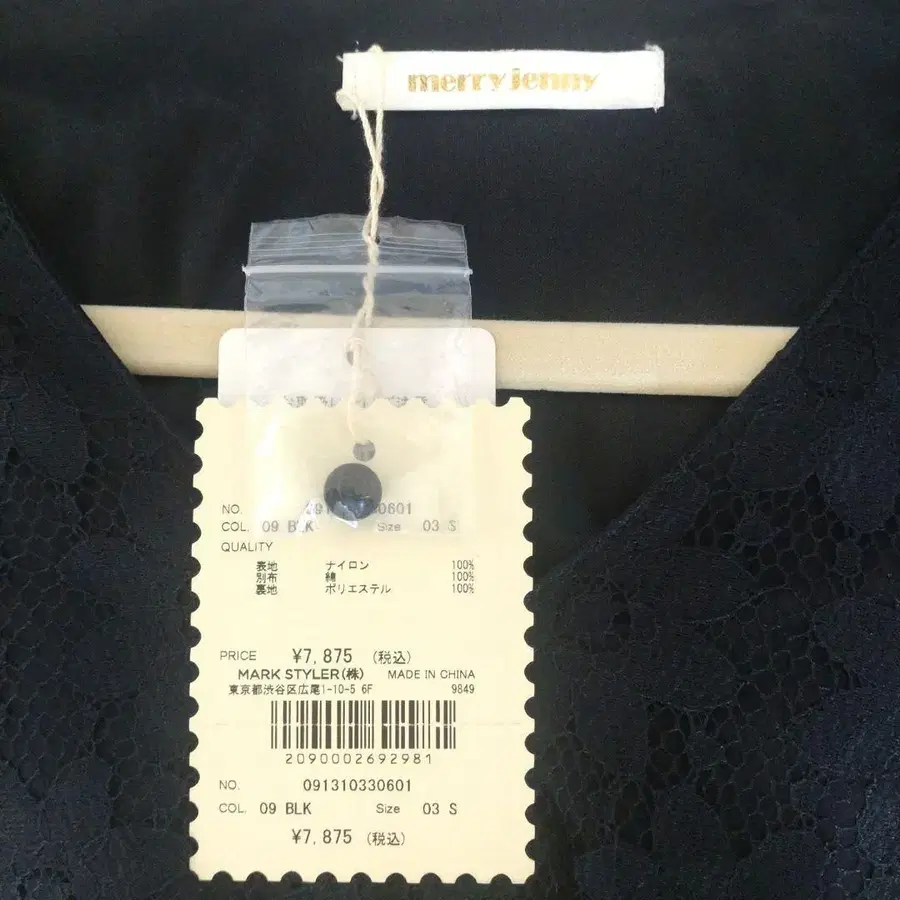 merry jenny
NO. 091310330601
COL. 09 BLK Size 03 S
QUALITY
表地 ナイロン 100%
別布 綿 100%
裏地 ポリエステル 100%
PRICE ¥7,875 (税込)
MARK STYLER(株) MADE IN CHINA
東京都渋谷区広尾1-10-5 6F 9849
2090002692981
NO. 091310330601
COL. 09 BLK Size 03 S
¥7,875 (税込)